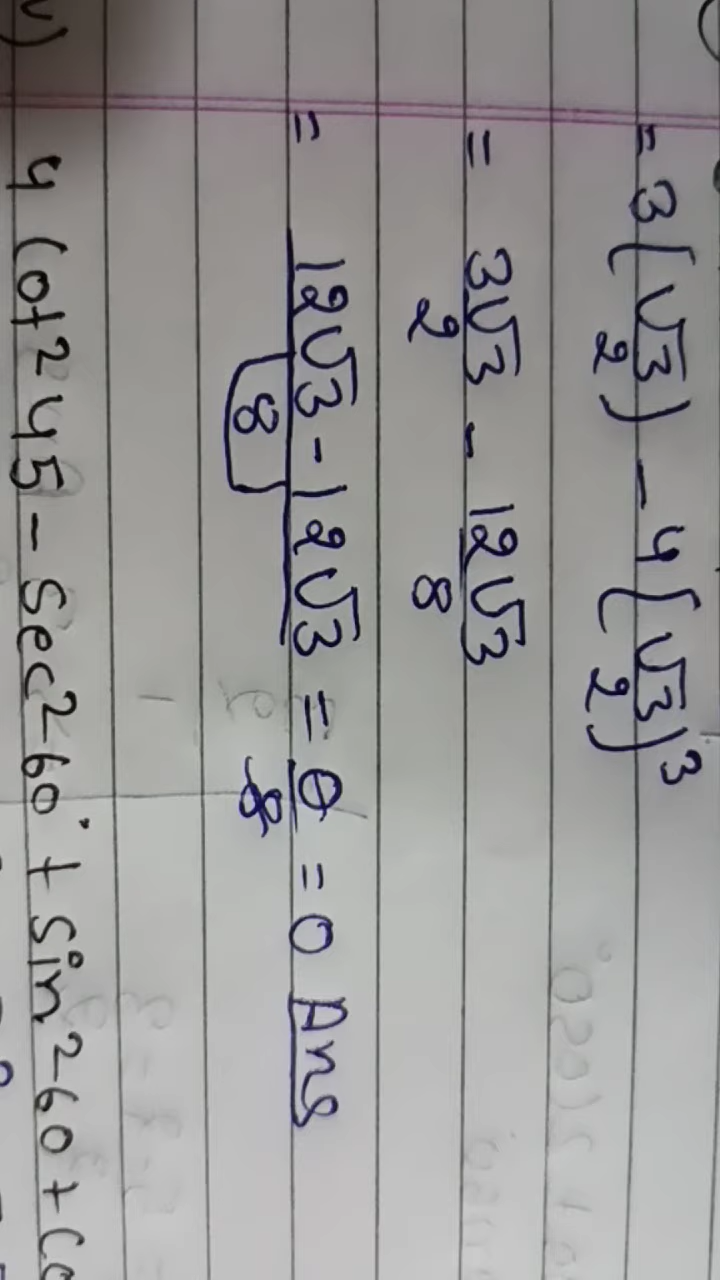 = 3(√3/2) - 4(√3/2)³
= 3√3/2 - 12√3/8
= 12√3 - 12√3/8 = 0/8 = 0 Ans
4 Cot²45 - Sec²60° + Sin²60 +